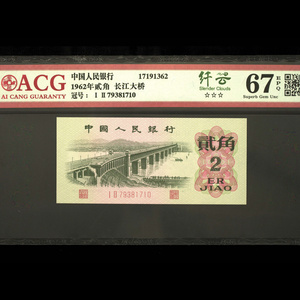 ACG
AI CANG GUARANTY
中国人民银行 17191362
1962年贰角 长江大桥
冠号: I II 79381710
纤云
Slender Clouds
☆☆☆
67 EPQ
Superb Gem Unc
中國人民銀行
貳角
2
ER
JIAO
I II 79381710